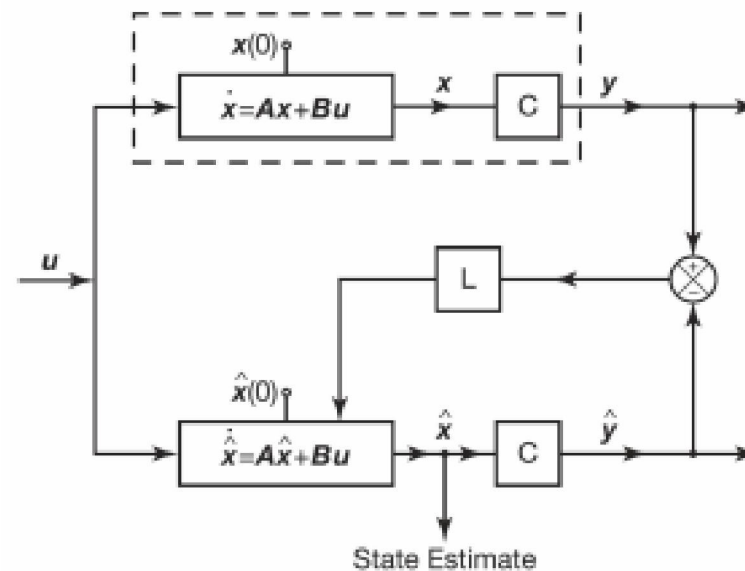 x(0)
ẋ=Ax+Bu
x
C
y
u
L
+
−
x̂(0)
x̂̇=Ax̂+Bu
x̂
C
ŷ
State Estimate